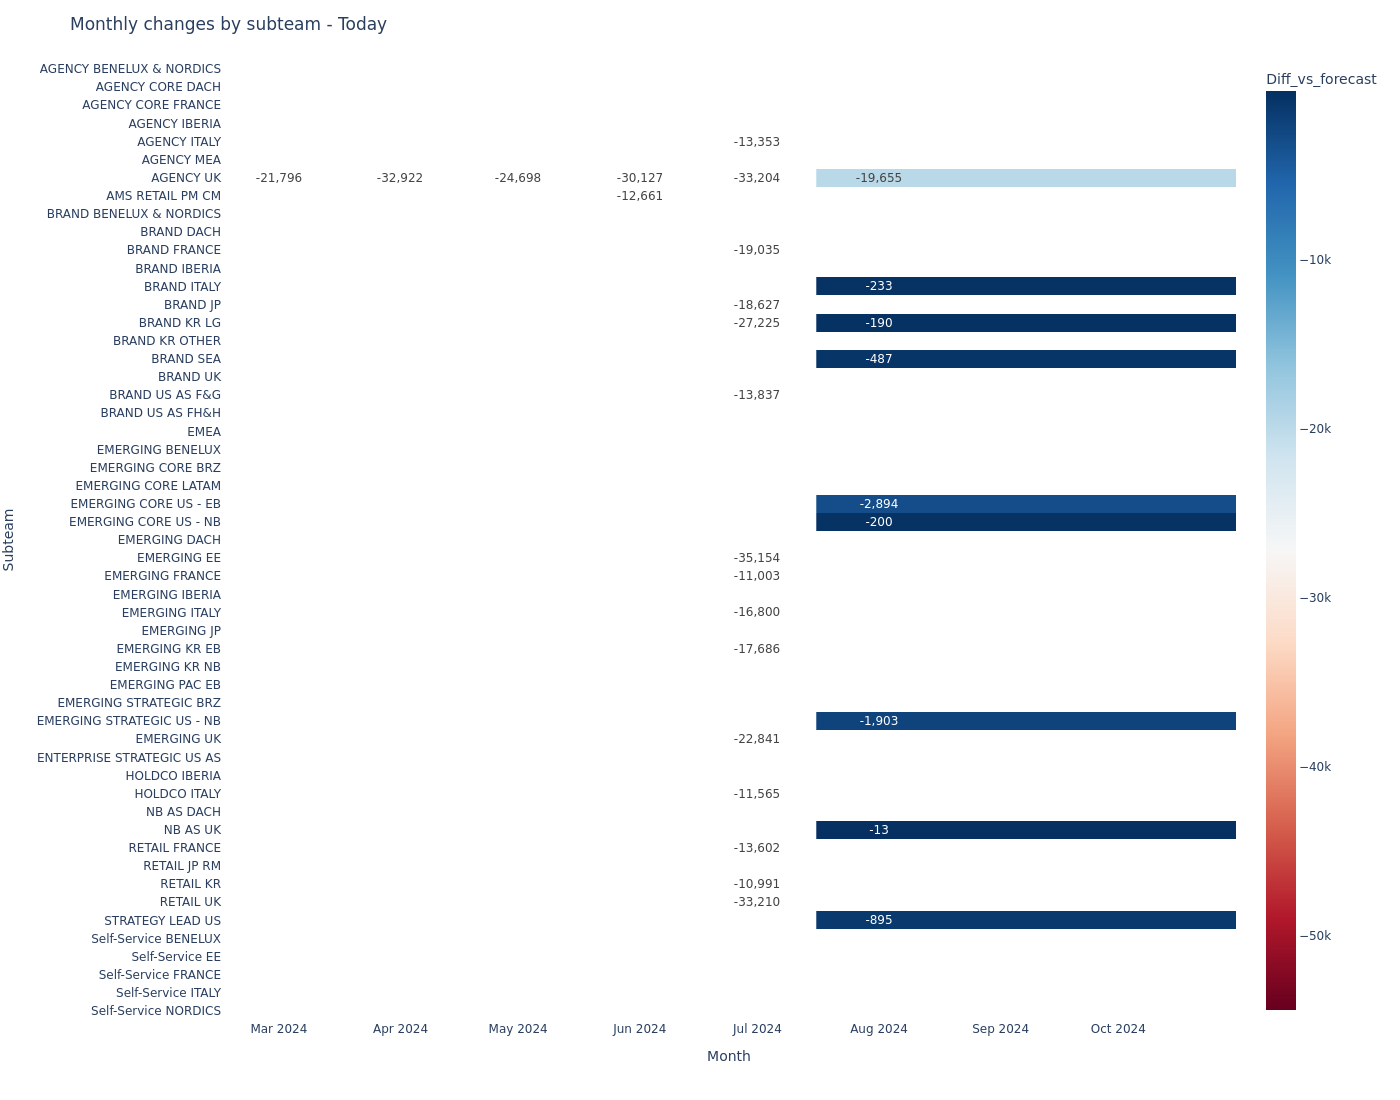 Monthly changes by subteam - Today
Diff_vs_forecast
AGENCY BENELUX & NORDICS
AGENCY CORE DACH
AGENCY CORE FRANCE
AGENCY IBERIA
AGENCY ITALY -13,353
AGENCY MEA
AGENCY UK -21,796 -32,922 -24,698 -30,127 -33,204 -19,655
AMS RETAIL PM CM -12,661
BRAND BENELUX & NORDICS
BRAND DACH
BRAND FRANCE -19,035
BRAND IBERIA
BRAND ITALY -233
BRAND JP -18,627
BRAND KR LG -27,225 -190
BRAND KR OTHER
BRAND SEA -487
BRAND UK
BRAND US AS F&G -13,837
BRAND US AS FH&H
EMEA
EMERGING BENELUX
EMERGING CORE BRZ
EMERGING CORE LATAM
EMERGING CORE US - EB -2,894
EMERGING CORE US - NB -200
EMERGING DACH
EMERGING EE -35,154
EMERGING FRANCE -11,003
EMERGING IBERIA
EMERGING ITALY -16,800
EMERGING JP
EMERGING KR EB -17,686
EMERGING KR NB
EMERGING PAC EB
EMERGING STRATEGIC BRZ
EMERGING STRATEGIC US - NB -1,903
EMERGING UK -22,841
ENTERPRISE STRATEGIC US AS
HOLDCO IBERIA
HOLDCO ITALY -11,565
NB AS DACH
NB AS UK -13
RETAIL FRANCE -13,602
RETAIL JP RM
RETAIL KR -10,991
RETAIL UK -33,210
STRATEGY LEAD US -895
Self-Service BENELUX
Self-Service EE
Self-Service FRANCE
Self-Service ITALY
Self-Service NORDICS
Subteam
Mar 2024 Apr 2024 May 2024 Jun 2024 Jul 2024 Aug 2024 Sep 2024 Oct 2024
Month
−10k
−20k
−30k
−40k
−50k